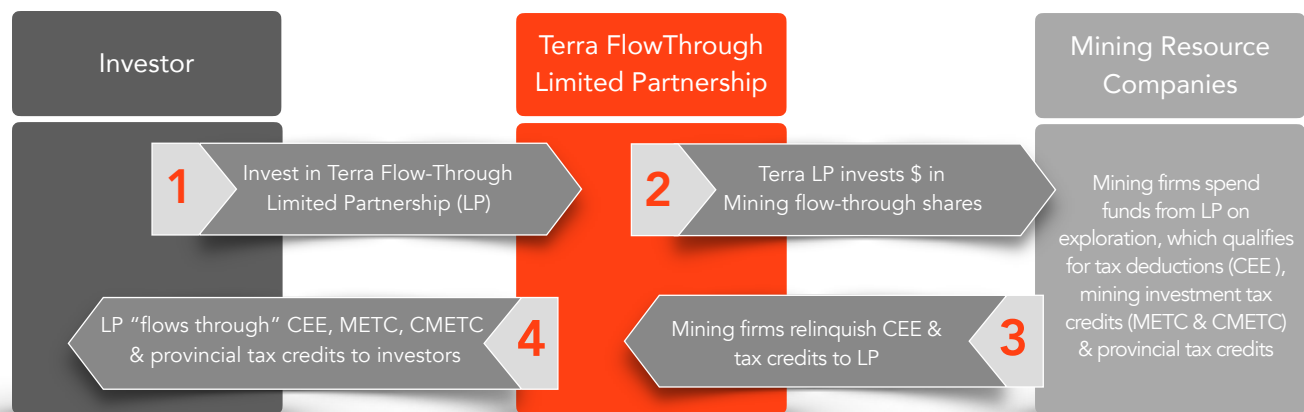 Investor
Terra FlowThrough
Limited Partnership
Mining Resource
Companies
1
Invest in Terra Flow-Through
Limited Partnership (LP)
2
Terra LP invests $ in
Mining flow-through shares
Mining firms spend
funds from LP on
exploration, which qualifies
for tax deductions (CEE ),
mining investment tax
credits (METC & CMETC)
& provincial tax credits
3
Mining firms relinquish CEE &
tax credits to LP
4
LP “flows through” CEE, METC, CMETC
& provincial tax credits to investors